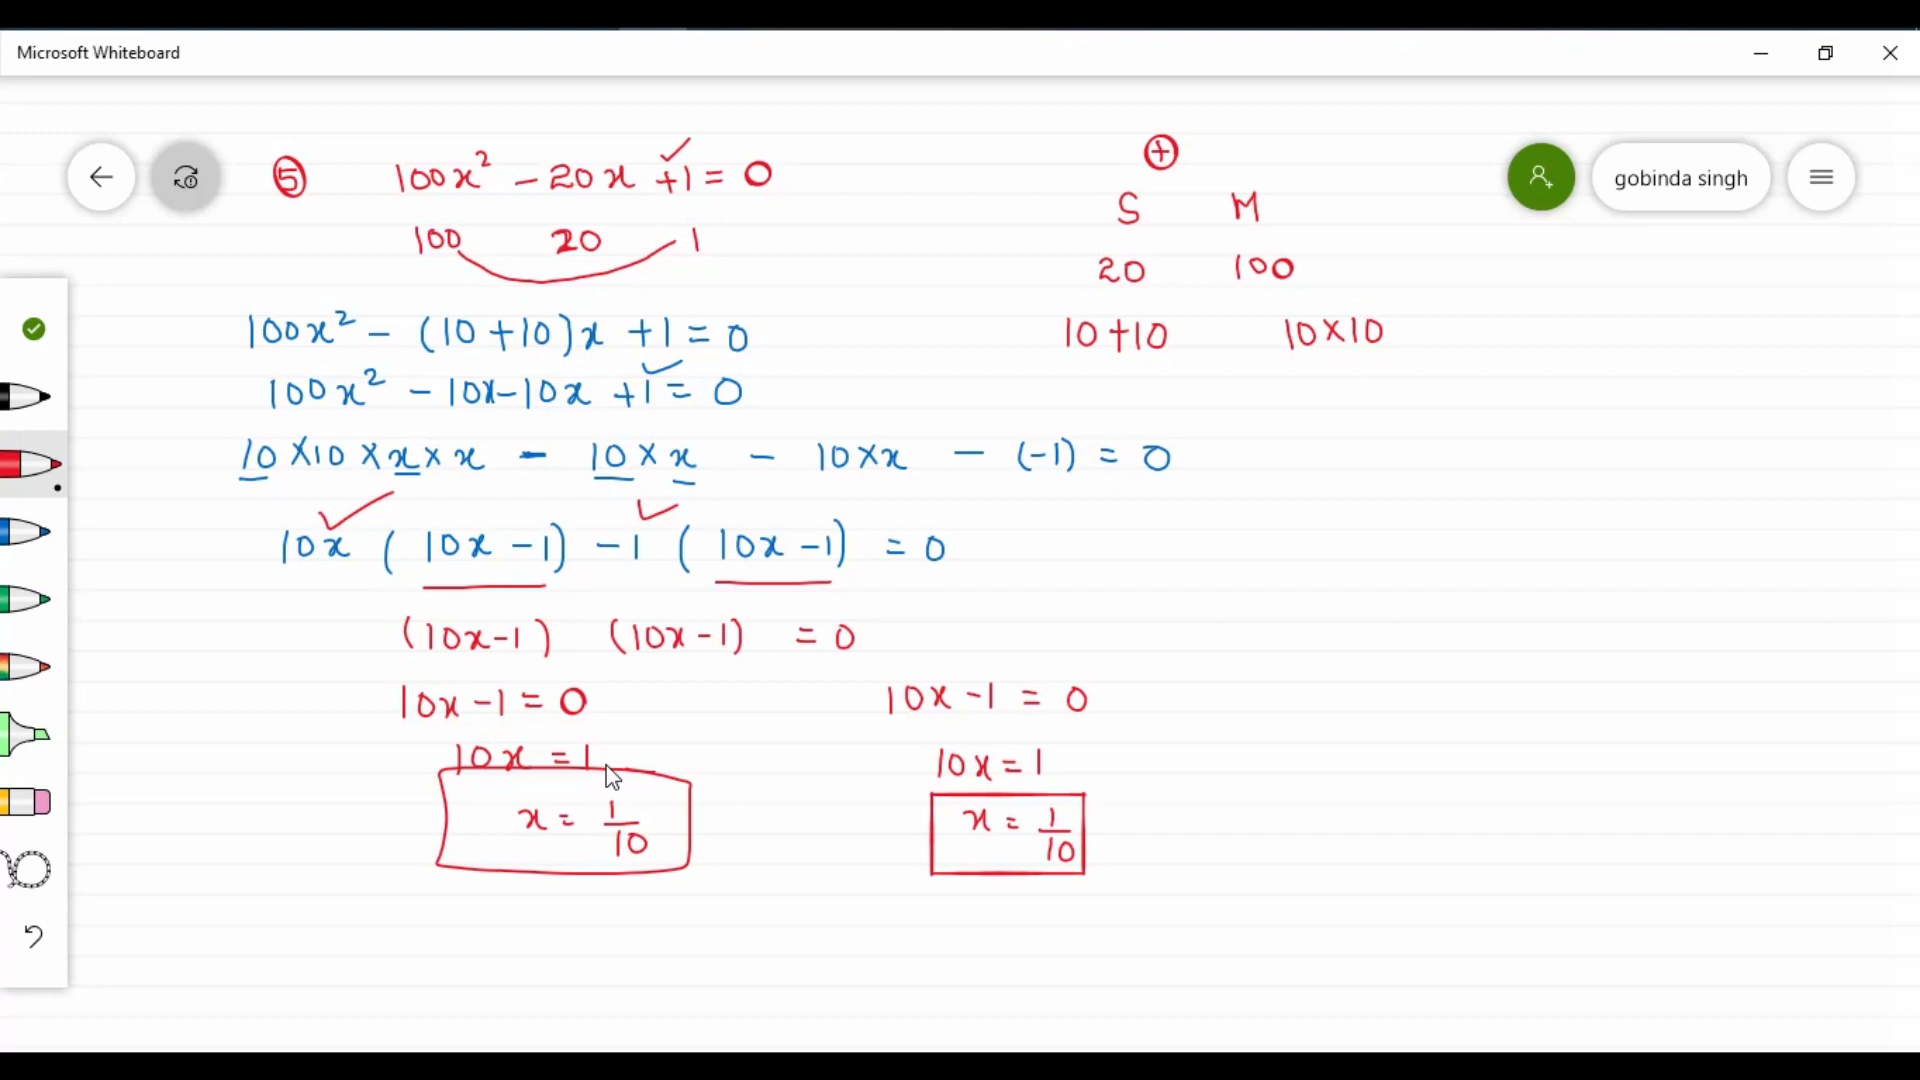 Microsoft Whiteboard
gobinda singh
⑤ 100x² - 20x +1 = 0
100 20 1
100x² - (10+10)x +1 = 0
100x² - 10x-10x +1 = 0
10×10×x×x - 10×x - 10×x - (-1) = 0
10x (10x -1) -1 (10x -1) = 0
(10x-1) (10x-1) = 0
10x -1 = 0 10x -1 = 0
10x = 1 10x = 1
x = 1/10 x = 1/10
⊕
S M
20 100
10+10 10×10